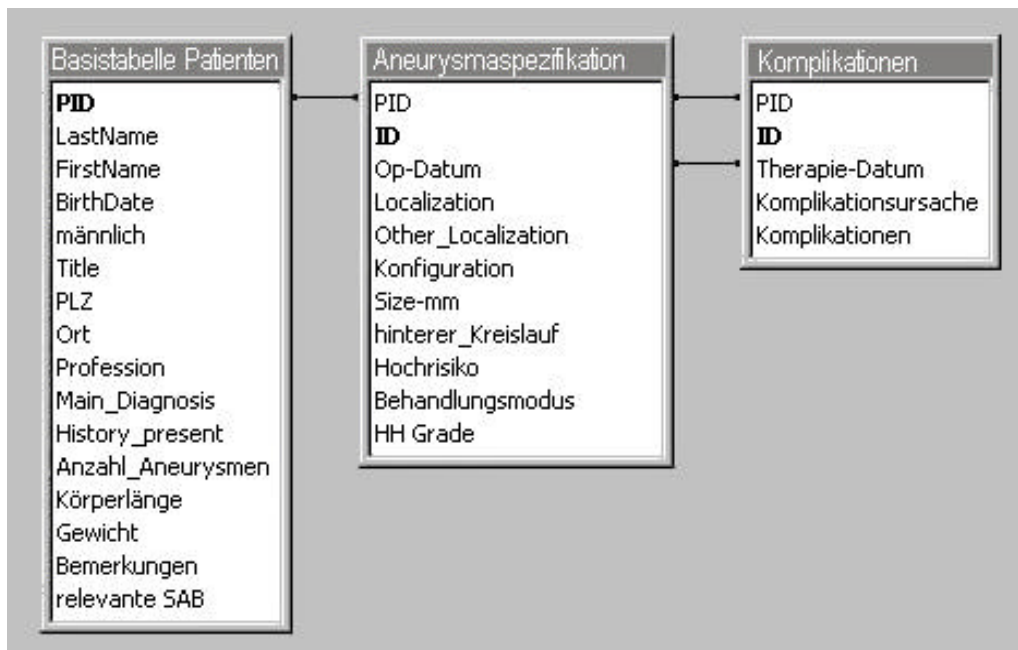 Basistabelle Patienten
PID
LastName
FirstName
BirthDate
männlich
Title
PLZ
Ort
Profession
Main_Diagnosis
History_present
Anzahl_Aneurysmen
Körperlänge
Gewicht
Bemerkungen
relevante SAB
Aneurysmaspezifikation
PID
ID
Op-Datum
Localization
Other_Localization
Konfiguration
Size-mm
hinterer_Kreislauf
Hochrisiko
Behandlungsmodus
HH Grade
Komplikationen
PID
ID
Therapie-Datum
Komplikationsursache
Komplikationen